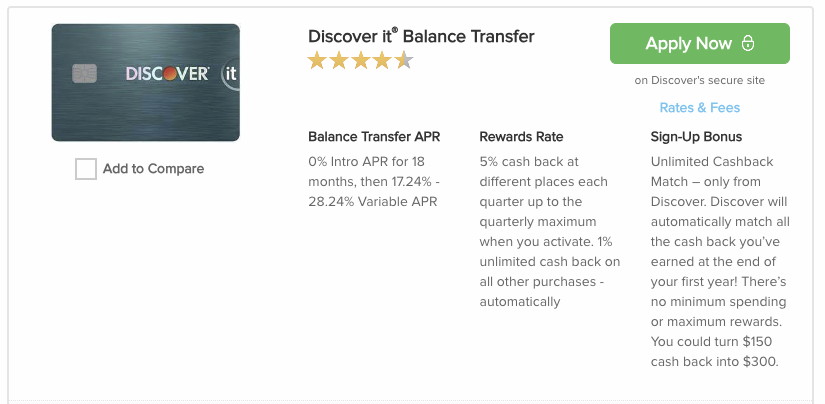 DISCOVER it
Add to Compare
Discover it® Balance Transfer
Apply Now
on Discover's secure site
Rates & Fees
Balance Transfer APR
0% Intro APR for 18
months, then 17.24% -
28.24% Variable APR
Rewards Rate
5% cash back at
different places each
quarter up to the
quarterly maximum
when you activate. 1%
unlimited cash back on
all other purchases -
automatically
Sign-Up Bonus
Unlimited Cashback
Match – only from
Discover. Discover will
automatically match all
the cash back you’ve
earned at the end of
your first year! There’s
no minimum spending
or maximum rewards.
You could turn $150
cash back into $300.